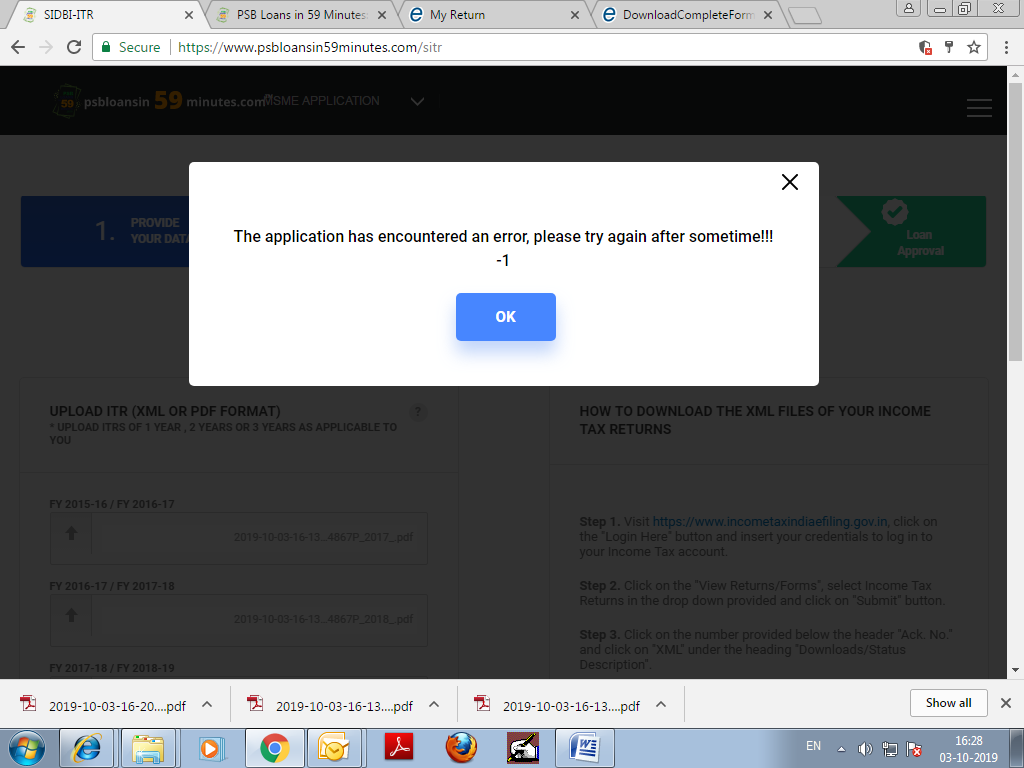 SIDBI-ITR
PSB Loans in 59 Minutes
My Return
DownloadCompleteForm
Secure
https://www.psbloansin59minutes.com/sitr
59
psbloansin 59 minutes.com
MSME APPLICATION
The application has encountered an error, please try again after sometime!!!
-1
OK
1.
PROVIDE
YOUR DATA
Loan
Approval
UPLOAD ITR (XML OR PDF FORMAT)
?
* UPLOAD ITRS OF 1 YEAR , 2 YEARS OR 3 YEARS AS APPLICABLE TO
YOU
FY 2015-16 / FY 2016-17
2019-10-03-16-13...4867P_2017_.pdf
FY 2016-17 / FY 2017-18
2019-10-03-16-13...4867P_2018_.pdf
FY 2017-18 / FY 2018-19
HOW TO DOWNLOAD THE XML FILES OF YOUR INCOME
TAX RETURNS
Step 1. Visit https://www.incometaxindiaefiling.gov.in, click on
the "Login Here" button and insert your credentials to log in to
your Income Tax account.
Step 2. Click on the "View Returns/Forms", select Income Tax
Returns in the drop down provided and click on "Submit" button.
Step 3. Click on the number provided below the header "Ack. No."
and click on "XML" under the heading "Downloads/Status
Description".
2019-10-03-16-20....pdf
2019-10-03-16-13....pdf
2019-10-03-16-13....pdf
Show all
EN
16:28
03-10-2019